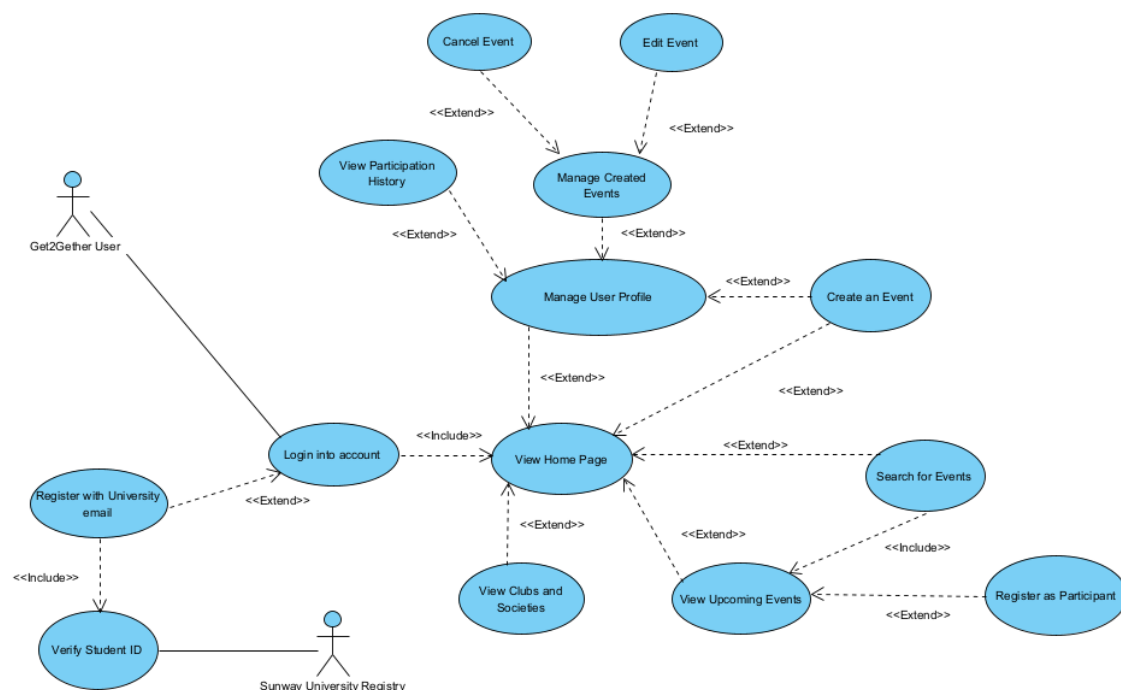 Cancel Event
Edit Event
<<Extend>>
<<Extend>>
View Participation
History
Manage Created
Events
Get2Gether User
<<Extend>>
<<Extend>>
Manage User Profile
<<Extend>>
Create an Event
<<Extend>>
<<Extend>>
Login into account
<<Include>>
View Home Page
<<Extend>>
Search for Events
Register with University
email
<<Extend>>
<<Extend>>
<<Extend>>
<<Include>>
<<Include>>
View Clubs and
Societies
View Upcoming Events
Register as Participant
<<Extend>>
Verify Student ID
Sunway University Registry